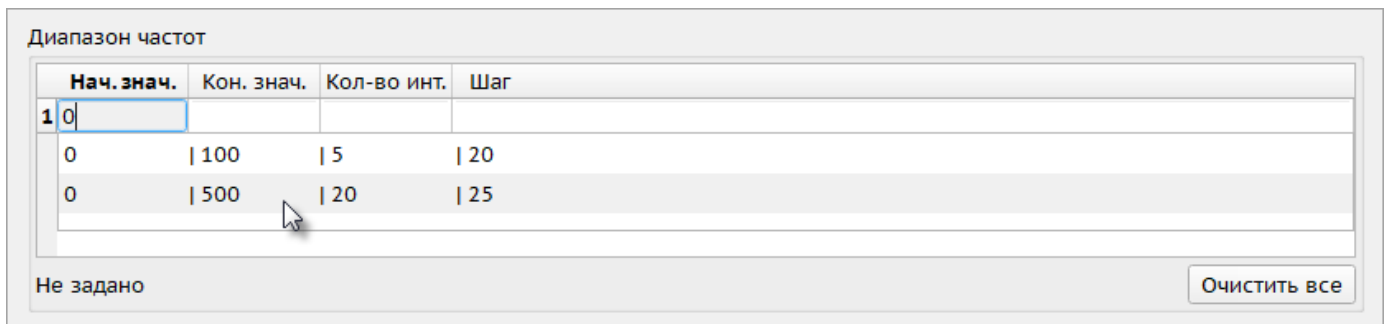 Диапазон частот
Нач. знач. Кон. знач. Кол-во инт. Шаг
1 0
0 | 100 | 5 | 20
0 | 500 | 20 | 25
Не задано Очистить все